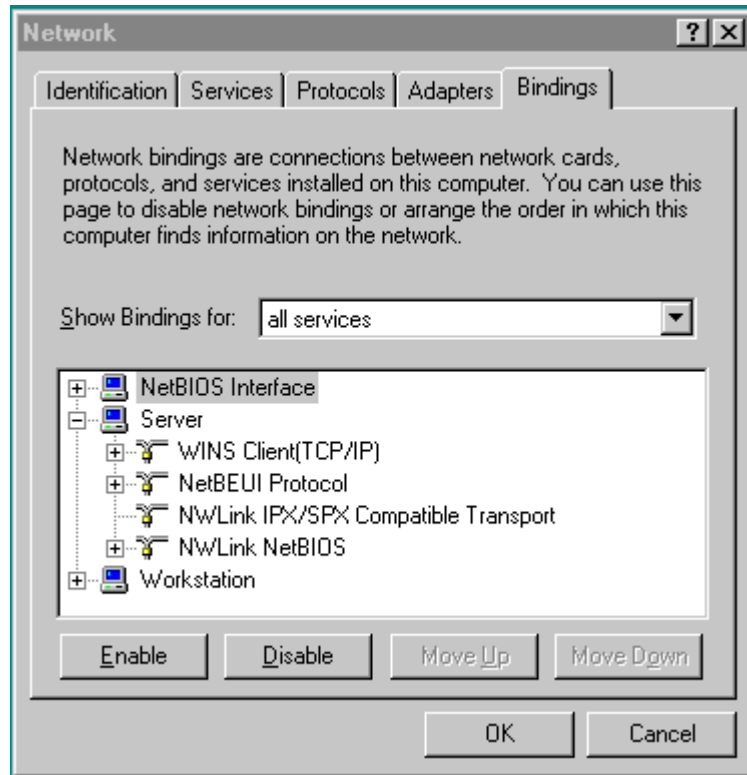 Network
Identification Services Protocols Adapters Bindings
Network bindings are connections between network cards,
protocols, and services installed on this computer. You can use this
page to disable network bindings or arrange the order in which this
computer finds information on the network.
Show Bindings for: all services
NetBIOS Interface
Server
WINS Client(TCP/IP)
NetBEUI Protocol
NWLink IPX/SPX Compatible Transport
NWLink NetBIOS
Workstation
Enable Disable Move Up Move Down
OK Cancel